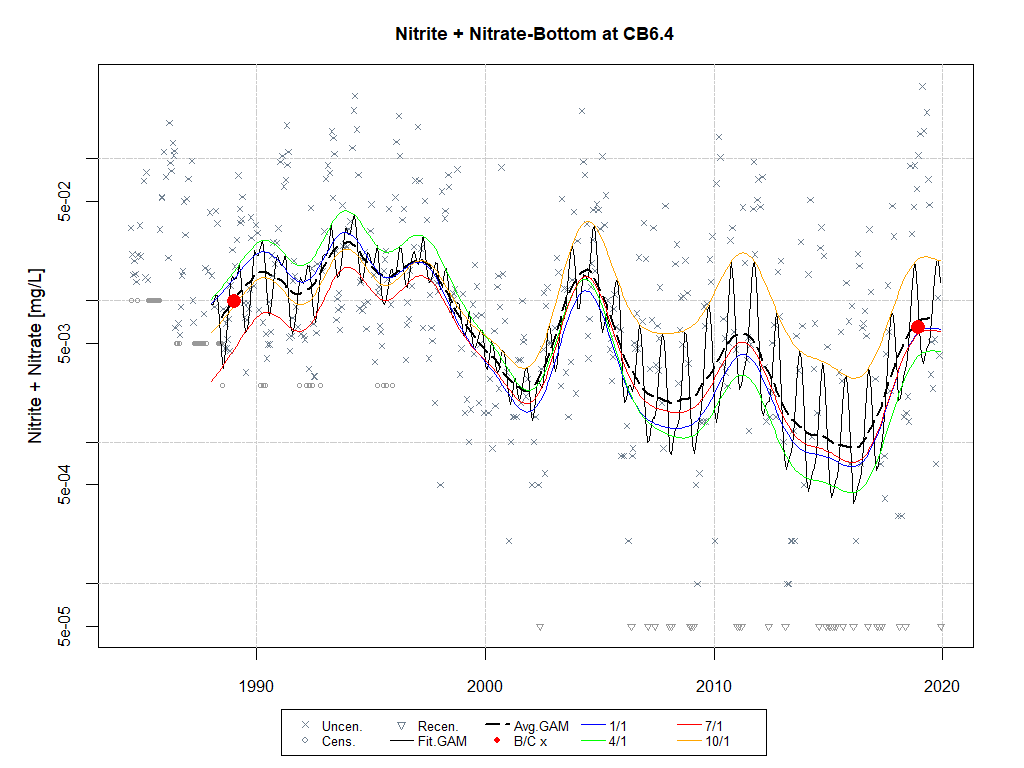 Nitrite + Nitrate-Bottom at CB6.4
Nitrite + Nitrate [mg/L]
5e-02
5e-03
5e-04
5e-05
1990 2000 2010 2020
Uncen. Recen. Avg.GAM 1/1 7/1
Cens. Fit.GAM B/C x 4/1 10/1